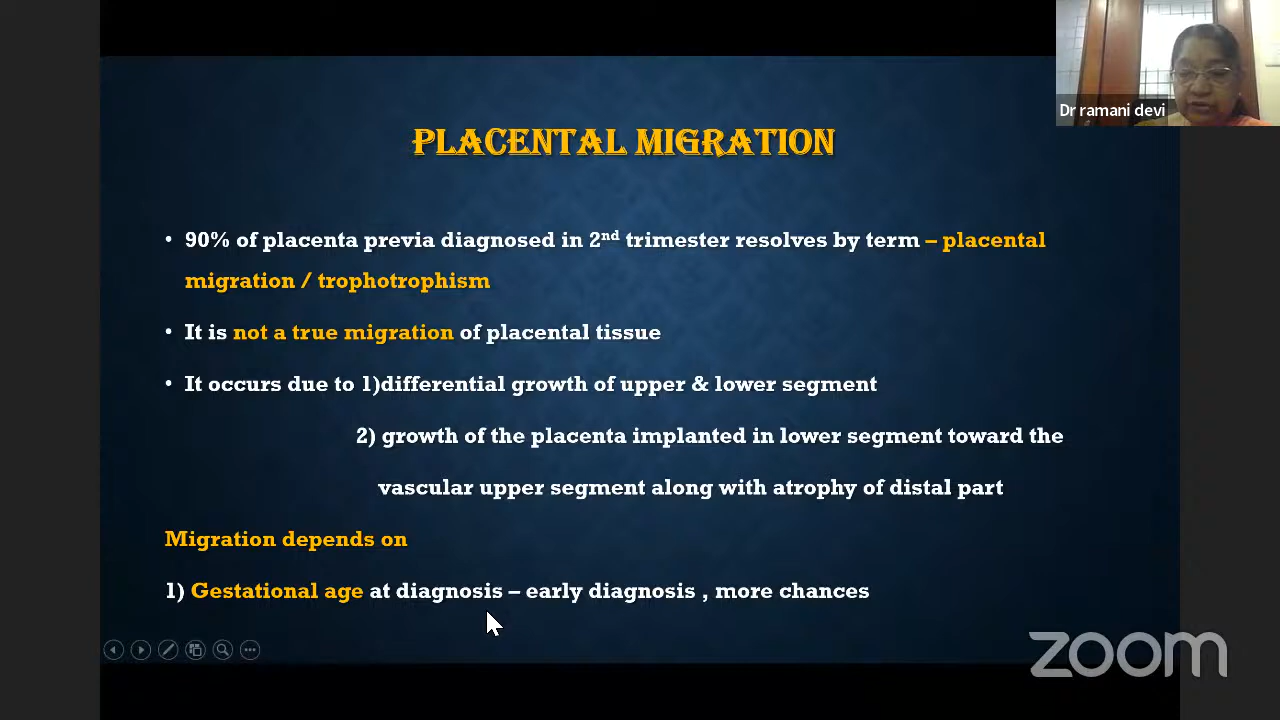 Dr ramani devi
PLACENTAL MIGRATION
• 90% of placenta previa diagnosed in 2nd trimester resolves by term – placental
migration / trophotrophism
• It is not a true migration of placental tissue
• It occurs due to 1)differential growth of upper & lower segment
2) growth of the placenta implanted in lower segment toward the
vascular upper segment along with atrophy of distal part
Migration depends on
1) Gestational age at diagnosis – early diagnosis , more chances
zoom